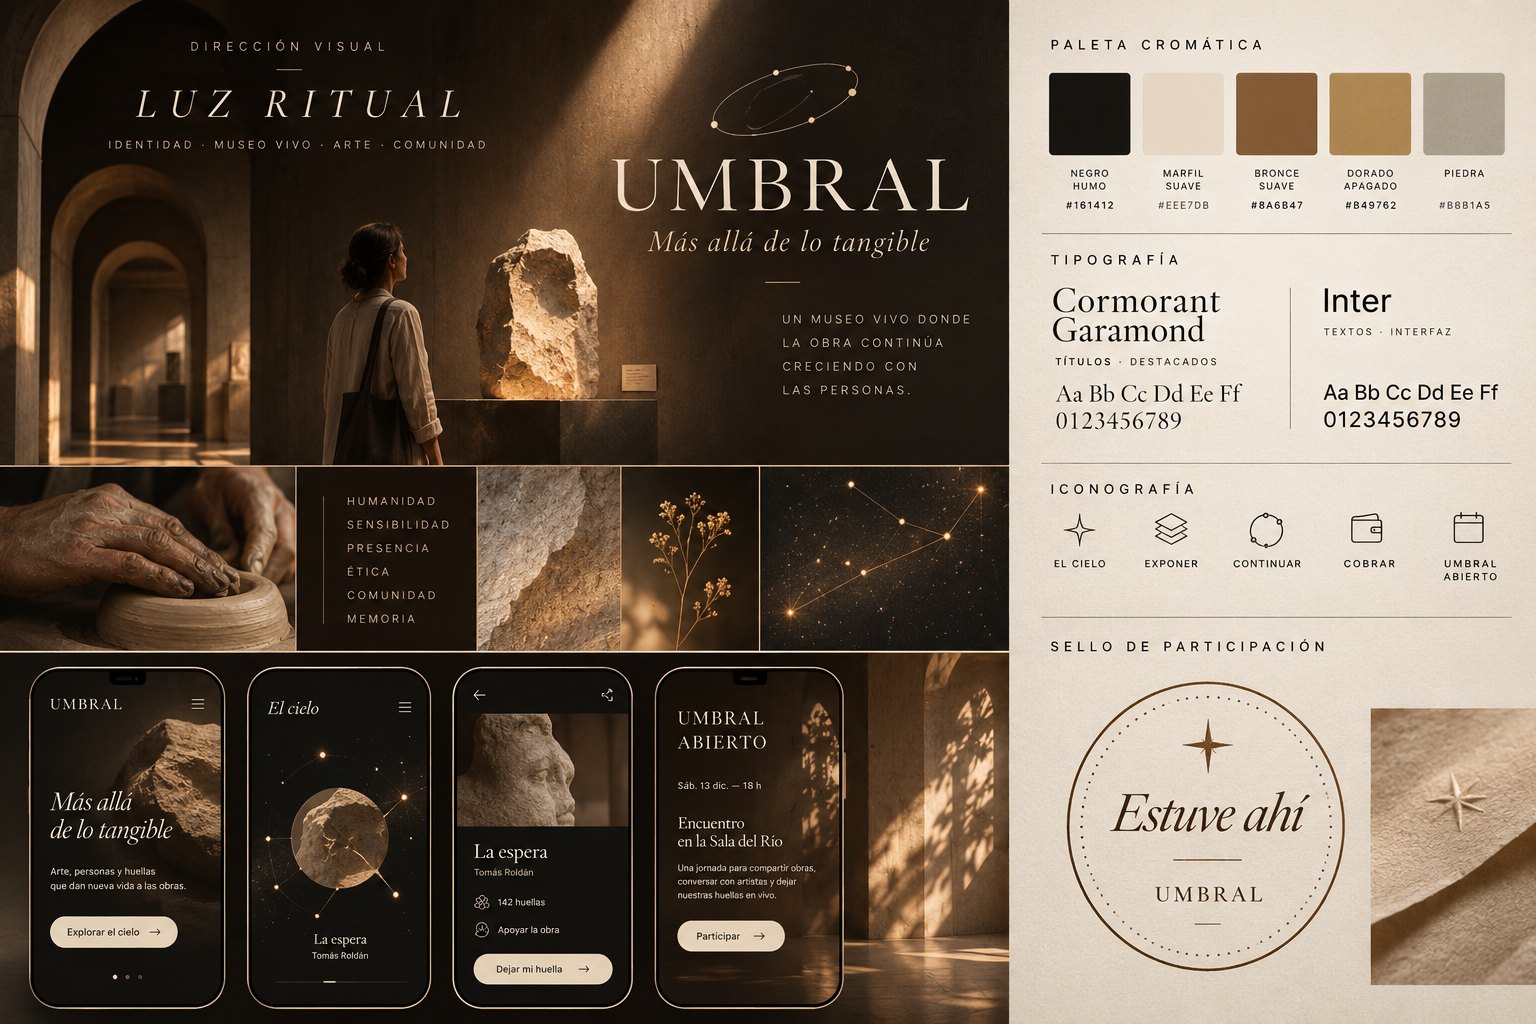 DIRECCIÓN VISUAL
LUZ RITUAL
IDENTIDAD · MUSEO VIVO · ARTE · COMUNIDAD
UMBRAL
Más allá de lo tangible
UN MUSEO VIVO DONDE
LA OBRA CONTINÚA
CRECIENDO CON
LAS PERSONAS.
HUMANIDAD
SENSIBILIDAD
PRESENCIA
ÉTICA
COMUNIDAD
MEMORIA
UMBRAL
Más allá
de lo tangible
Arte, personas y huellas
que dan nueva vida a las obras.
Explorar el cielo →
El cielo
La espera
Tomás Roldán
La espera
Tomás Roldán
142 huellas
Apoyar la obra
Dejar mi huella →
UMBRAL
ABIERTO
Sáb. 13 dic. — 18 h
Encuentro
en la Sala del Río
Una jornada para compartir obras,
conversar con artistas y dejar
nuestras huellas en vivo.
Participar →
PALETA CROMÁTICA
NEGRO
HUMO
#161412
MARFIL
SUAVE
#EEE7DB
BRONCE
SUAVE
#8A6B47
DORADO
APAGADO
#B49762
PIEDRA
#B8B1A5
TIPOGRAFÍA
Cormorant
Garamond
TÍTULOS · DESTACADOS
Aa Bb Cc Dd Ee Ff
0123456789
Inter
TEXTOS · INTERFAZ
Aa Bb Cc Dd Ee Ff
0123456789
ICONOGRAFÍA
EL CIELO
EXPONER
CONTINUAR
COBRAR
UMBRAL
ABIERTO
SELLO DE PARTICIPACIÓN
Estuve ahí
UMBRAL